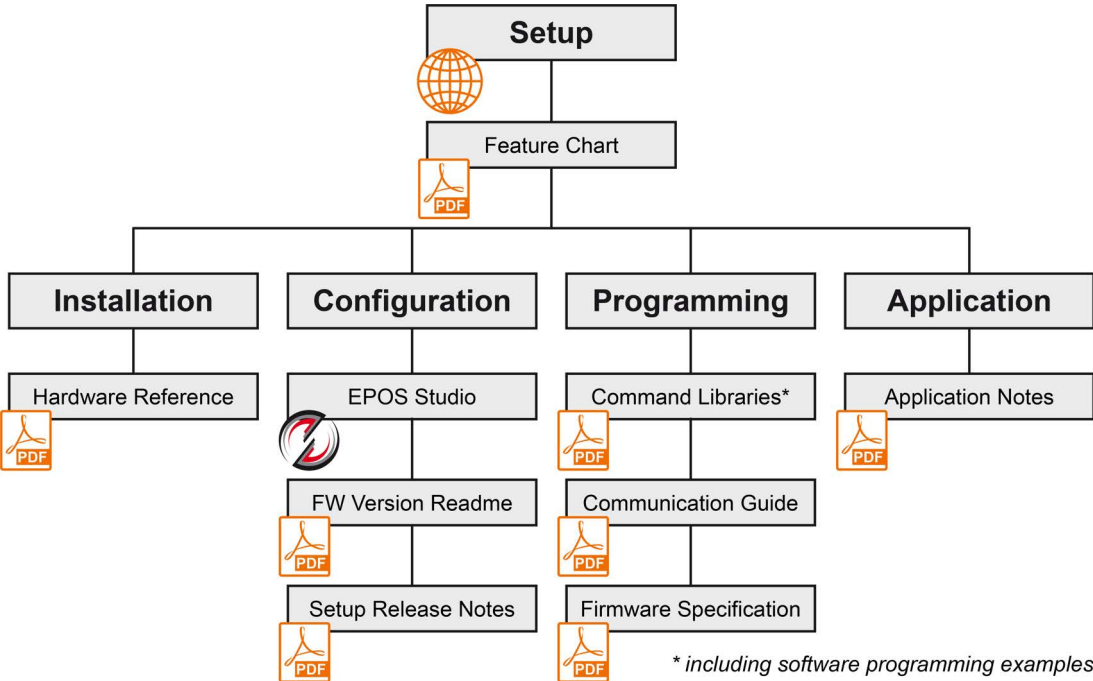 Setup
Feature Chart
PDF
Installation
Configuration
Programming
Application
Hardware Reference
EPOS Studio
Command Libraries*
Application Notes
PDF
PDF
PDF
FW Version Readme
Communication Guide
PDF
PDF
Setup Release Notes
Firmware Specification
PDF
PDF
* including software programming examples